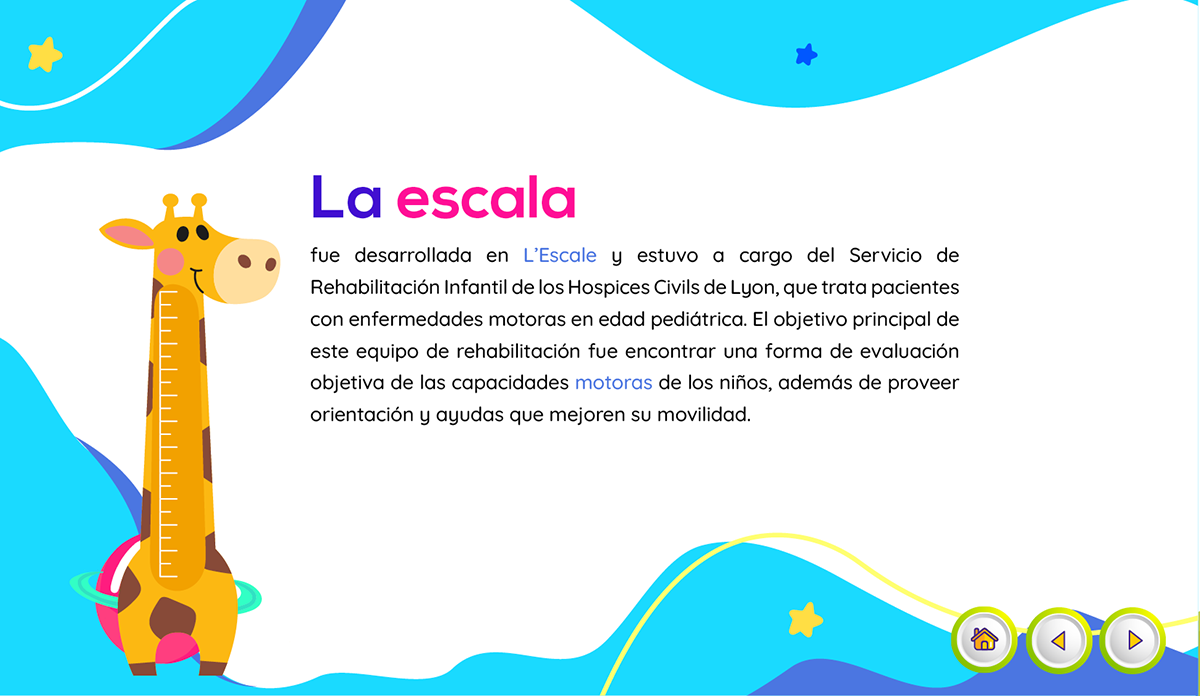 La escala
fue desarrollada en L’Escale y estuvo a cargo del Servicio de
Rehabilitación Infantil de los Hospices Civils de Lyon, que trata pacientes
con enfermedades motoras en edad pediátrica. El objetivo principal de
este equipo de rehabilitación fue encontrar una forma de evaluación
objetiva de las capacidades motoras de los niños, además de proveer
orientación y ayudas que mejoren su movilidad.